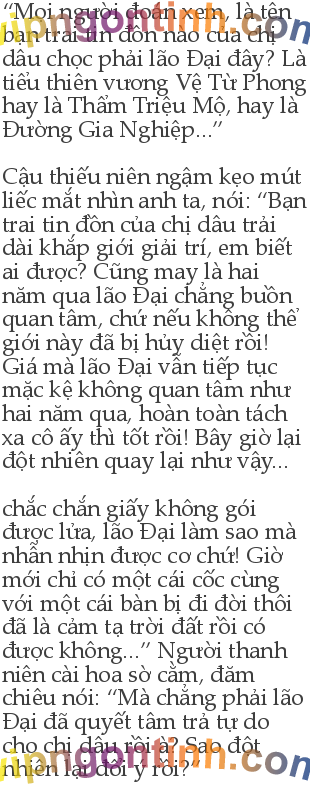 “Mọi người đoán xem, là tên
bạn trai tin đồn nào của chị
dâu chọc phải lão Đại đây? Là
tiểu thiên vương Vệ Từ Phong
hay là Thẩm Triệu Mộ, hay là
Đường Gia Nghiệp...”
Cậu thiếu niên ngậm kẹo mút
liếc mắt nhìn anh ta, nói: “Bạn
trai tin đồn của chị dâu trải
dài khắp giới giải trí, em biết
ai được? Cũng may là hai
năm qua lão Đại chẳng buồn
quan tâm, chứ nếu không thể
giới này đã bị hủy diệt rồi!
Giá mà lão Đại vẫn tiếp tục
mặc kệ không quan tâm như
hai năm qua, hoàn toàn tách
xa cô ấy thì tốt rồi! Bây giờ lại
đột nhiên quay lại như vậy...
chắc chắn giấy không gói
được lửa, lão Đại làm sao mà
nhẫn nhịn được cơ chứ! Giờ
mới chỉ có một cái cốc cùng
với một cái bàn bị đi đời thôi
đã là cảm tạ trời đất rồi có
được không...” Người thanh
niên cài hoa sờ cằm, đăm
chiêu nói: “Mà chẳng phải lão
Đại đã quyết tâm trả tự do
cho chị dâu rồi à? Sao đột
nhiên lại đổi ý rồi?”
vipngontinh.com
vipngontinh.com